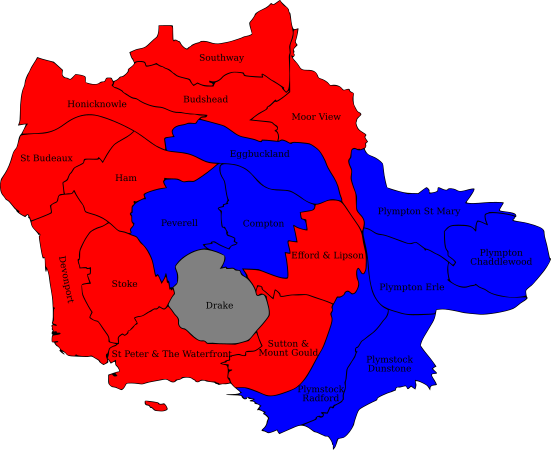 Southway
Budshead
Honicknowle
Moor View
Eggbuckland
St Budeaux
Ham
Plympton St Mary
Peverell
Compton
Efford & Lipson
Plympton
Chaddlewood
Devonport
Stoke
Plympton Erle
Drake
Sutton &
Mount Gould
St Peter & The Waterfront
Plymstock
Dunstone
Plymstock
Radford